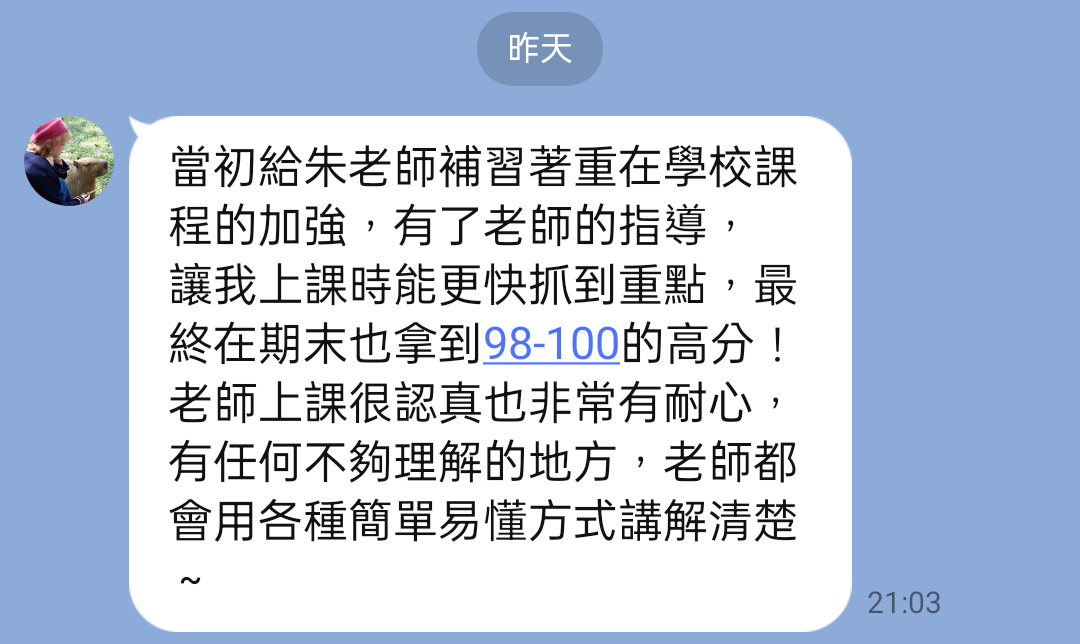 昨天
當初給朱老師補習著重在學校課
程的加強，有了老師的指導，
讓我上課時能更快抓到重點，最
終在期末也拿到98-100的高分！
老師上課很認真也非常有耐心，
有任何不夠理解的地方，老師都
會用各種簡單易懂方式講解清楚
~
21:03